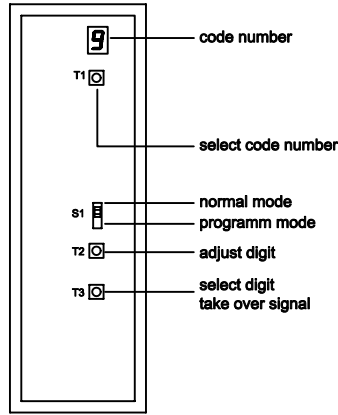 9
code number
T1
select code number
normal mode
S1
programm mode
T2
adjust digit
T3
select digit
take over signal